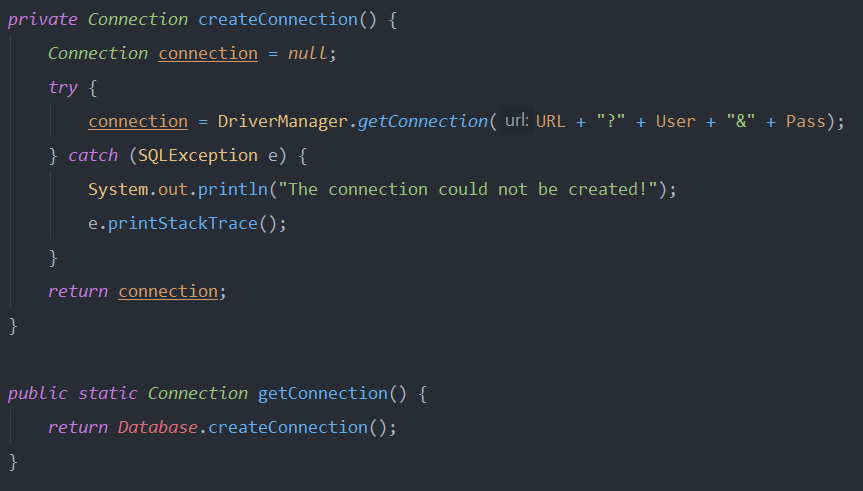 private Connection createConnection() {
    Connection connection = null;
    try {
        connection = DriverManager.getConnection( url: URL + "?" + User + "&" + Pass);
    } catch (SQLException e) {
        System.out.println("The connection could not be created!");
        e.printStackTrace();
    }
    return connection;
}
public static Connection getConnection() {
    return Database.createConnection();
}